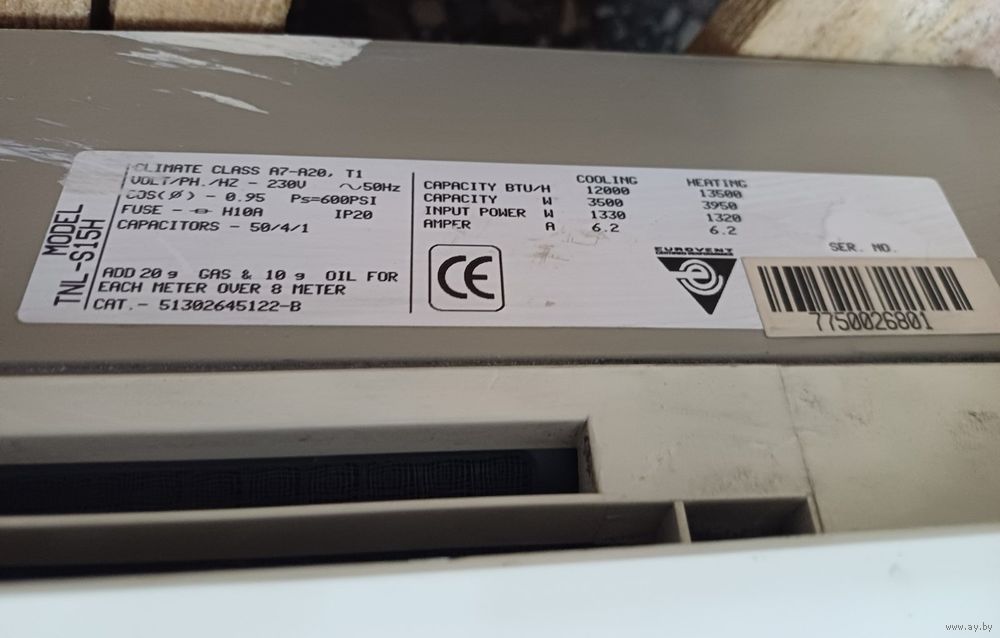 MODEL
TNL-S15H
CLIMATE CLASS A7-A20, T1
VOLT/PH./HZ - 230V ~50Hz
COS(Ø) - 0.95 Ps=600PSI
FUSE - H10A IP20
CAPACITORS - 50/4/1
ADD 20 g GAS & 10 g OIL FOR
EACH METER OVER 8 METER
CAT.- 51302645122-B
COOLING HEATING
CAPACITY BTU/H 12000 13500
CAPACITY W 3500 3950
INPUT POWER W 1330 1320
AMPER A 6.2 6.2
CE
EUROVENT
CERTIFIED PERFORMANCE
SER. NO.
7750026801
www.ay.by